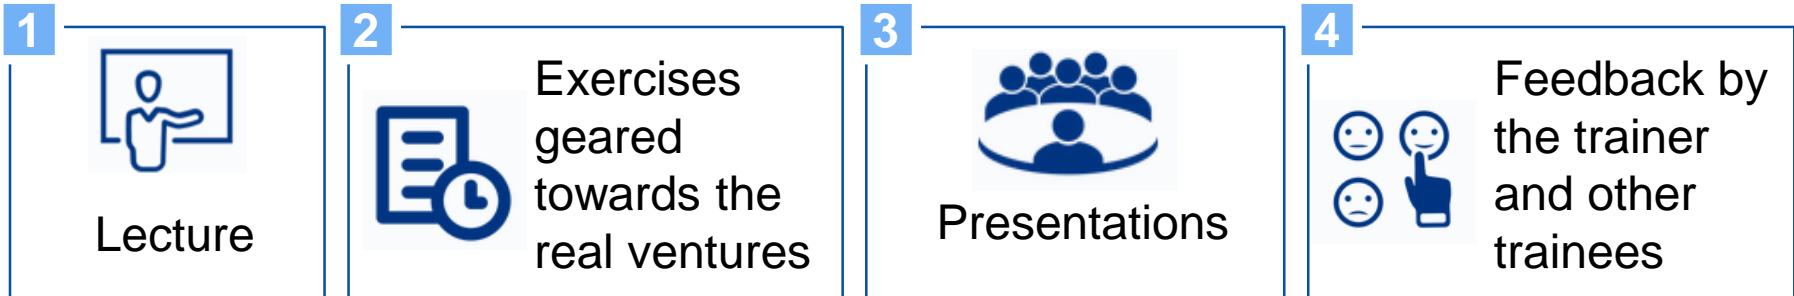 1
Lecture
2
Exercises
geared
towards the
real ventures
3
Presentations
4
Feedback by
the trainer
and other
trainees